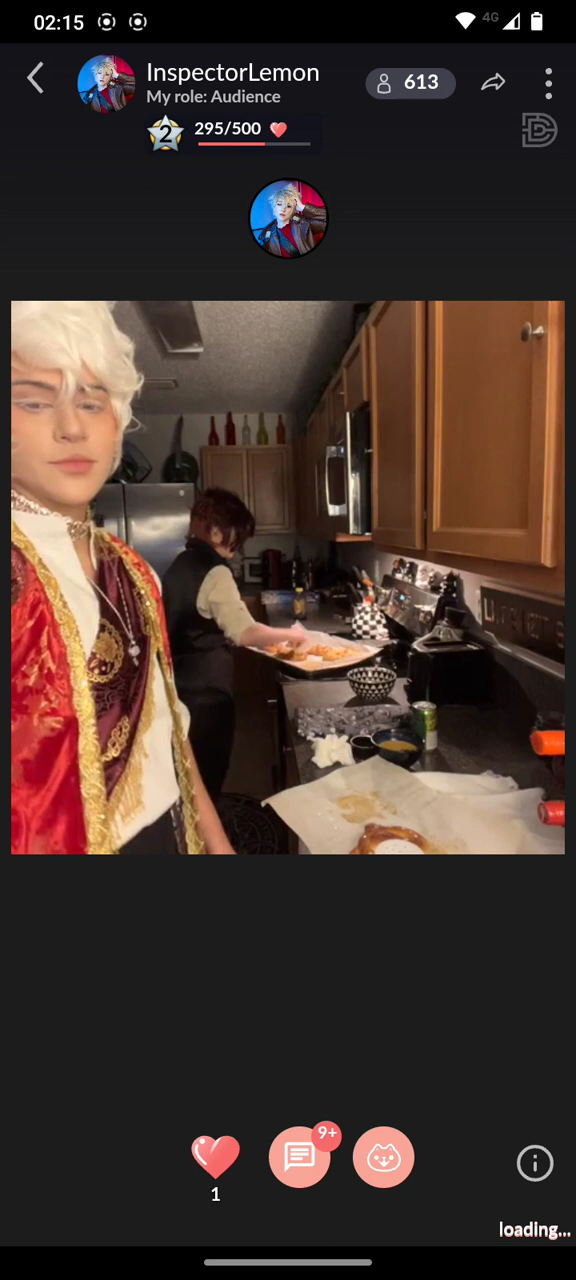 02:15
4G
InspectorLemon
613
My role: Audience
2
295/500
9+
1
loading...